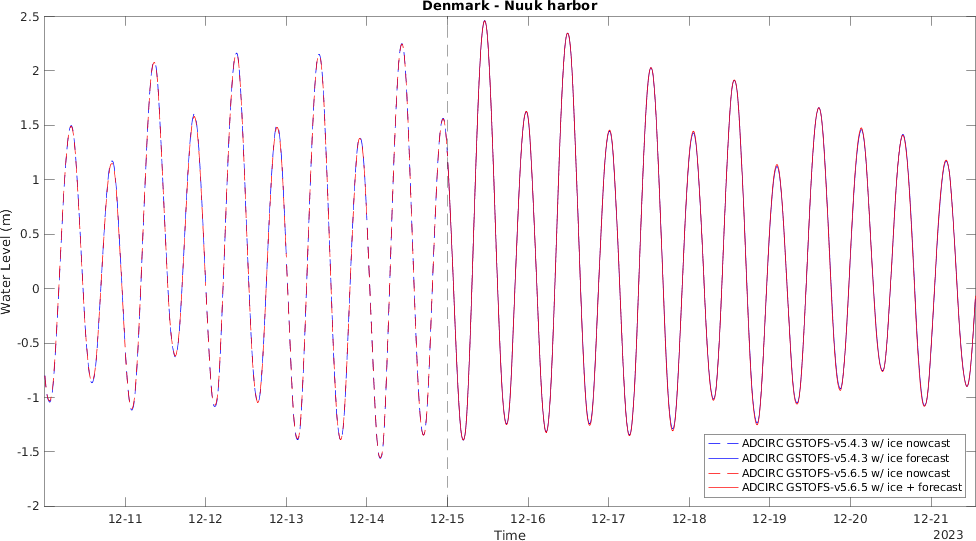 Denmark - Nuuk harbor
2.5
2
1.5
1
0.5
0
-0.5
-1
-1.5
-2
Water Level (m)
ADCIRC GSTOFS-v5.4.3 w/ ice nowcast
ADCIRC GSTOFS-v5.4.3 w/ ice forecast
ADCIRC GSTOFS-v5.6.5 w/ ice nowcast
ADCIRC GSTOFS-v5.6.5 w/ ice + forecast
12-11 12-12 12-13 12-14 12-15 12-16 12-17 12-18 12-19 12-20 12-21
Time
2023